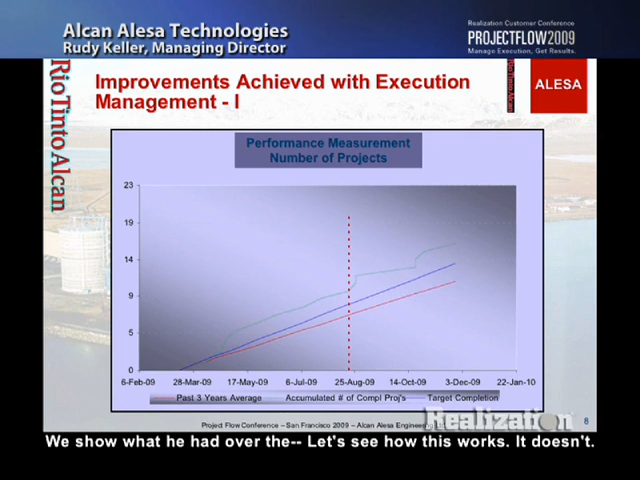 Alcan Alesa Technologies
Rudy Keller, Managing Director
Realization Customer Conference
PROJECTFLOW2009
Manage Execution, Get Results.
RioTintoAlcan
Improvements Achieved with Execution
Management - I
RioTintoAlcan
ALESA
Performance Measurement
Number of Projects
23
19
14
9
5
0
6-Feb-09 28-Mar-09 17-May-09 6-Jul-09 25-Aug-09 14-Oct-09 3-Dec-09 22-Jan-10
Past 3 Years Average Accumulated # of Compl Proj's Target Completion
Project Flow Conference – San Francisco 2009 – Alcan Alesa Engineering
Realization
8
We show what he had over the-- Let's see how this works. It doesn't.